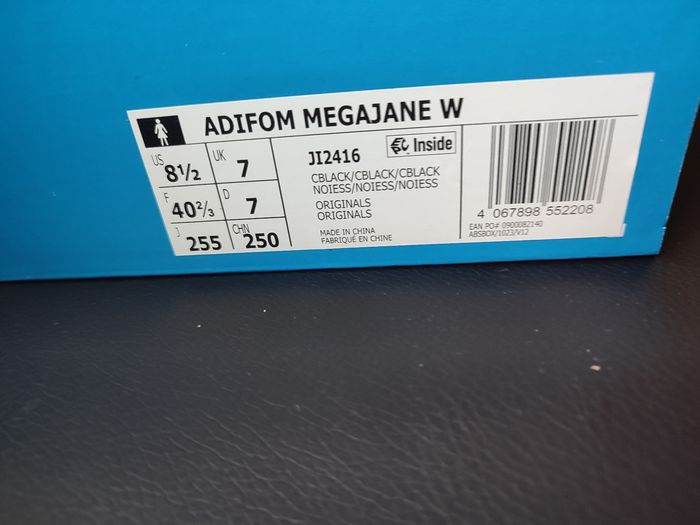 ADIFOM MEGAJANE W
US 8½ UK 7
F 40⅔ D 7
J 255 CHN 250
JI2416
Inside
CBLACK/CBLACK/CBLACK
NOIESS/NOIESS/NOIESS
ORIGINALS
ORIGINALS
MADE IN CHINA
FABRIQUÉ EN CHINE
4 067898 552208
EAN PO# 0900082140
ABSBOX/1023/V12